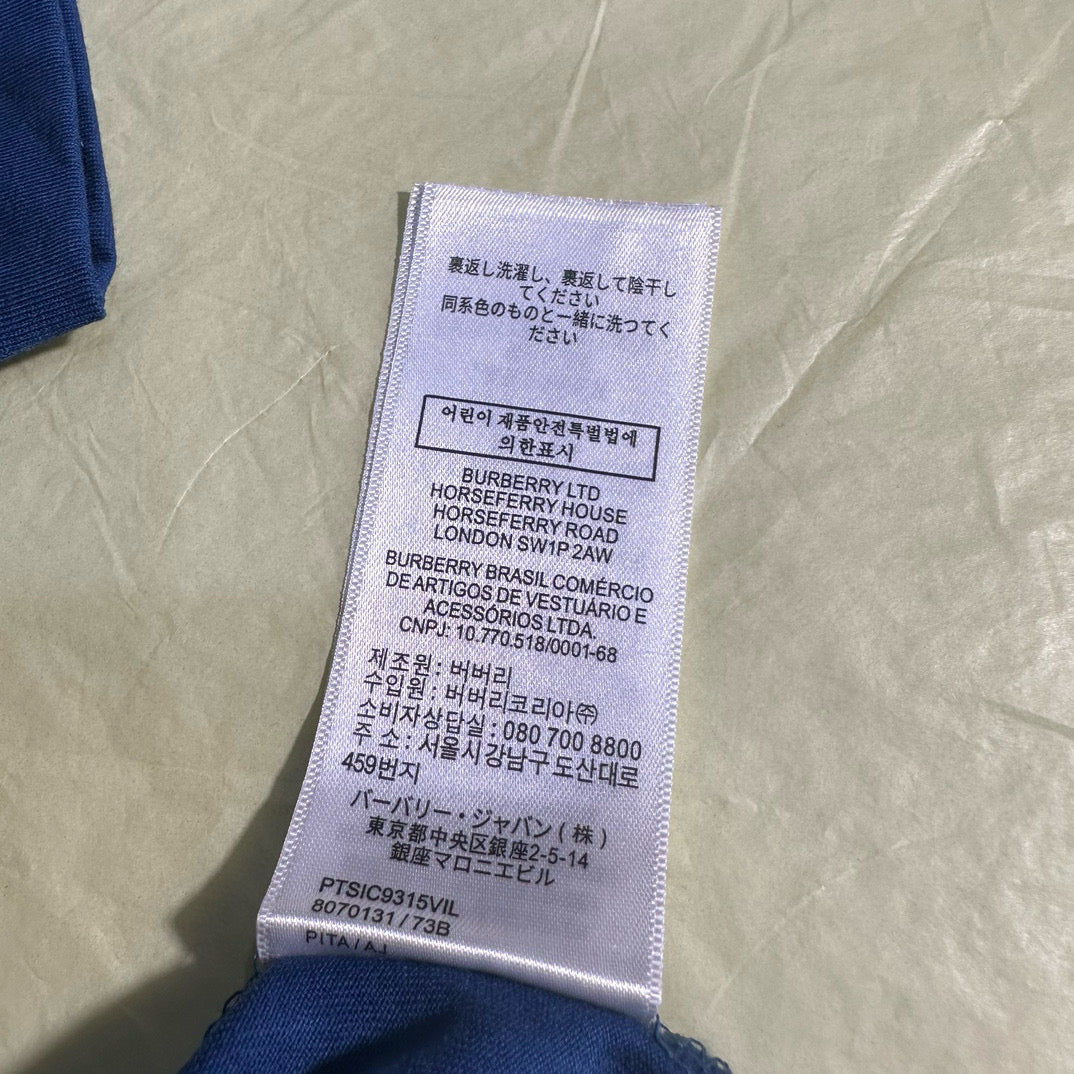 裏返し洗濯し、裏返して陰干し
てください
同系色のものと一緒に洗つてく
ださい
어린이 제품안전특별법에
의한표시
BURBERRY LTD
HORSEFERRY HOUSE
HORSEFERRY ROAD
LONDON SW1P 2AW
BURBERRY BRASIL COMÉRCIO
DE ARTIGOS DE VESTUÁRIO E
ACESSÓRIOS LTDA.
CNPJ: 10.770.518/0001-68
제조원 : 버버리
수입원 : 버버리코리아㈜
소비자상답실 : 080 700 8800
주 소 : 서울시강남구 도산대로
459번지
バーバリー・ジャパン ( 株 )
東京都中央区銀座2-5-14
銀座マロニエビル
PTSIC9315VIL
8070131 / 73B
PITA / AJ